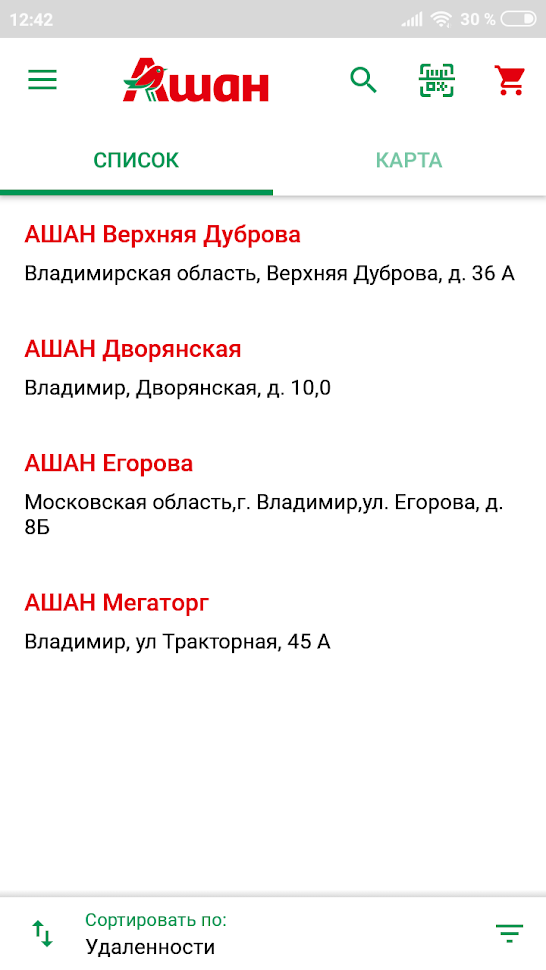 12:42
30 %
Ашан
СПИСОК
КАРТА
АШАН Верхняя Дуброва
Владимирская область, Верхняя Дуброва, д. 36 А
АШАН Дворянская
Владимир, Дворянская, д. 10,0
АШАН Егорова
Московская область,г. Владимир,ул. Егорова, д.
8Б
АШАН Мегаторг
Владимир, ул Тракторная, 45 А
Сортировать по:
Удаленности